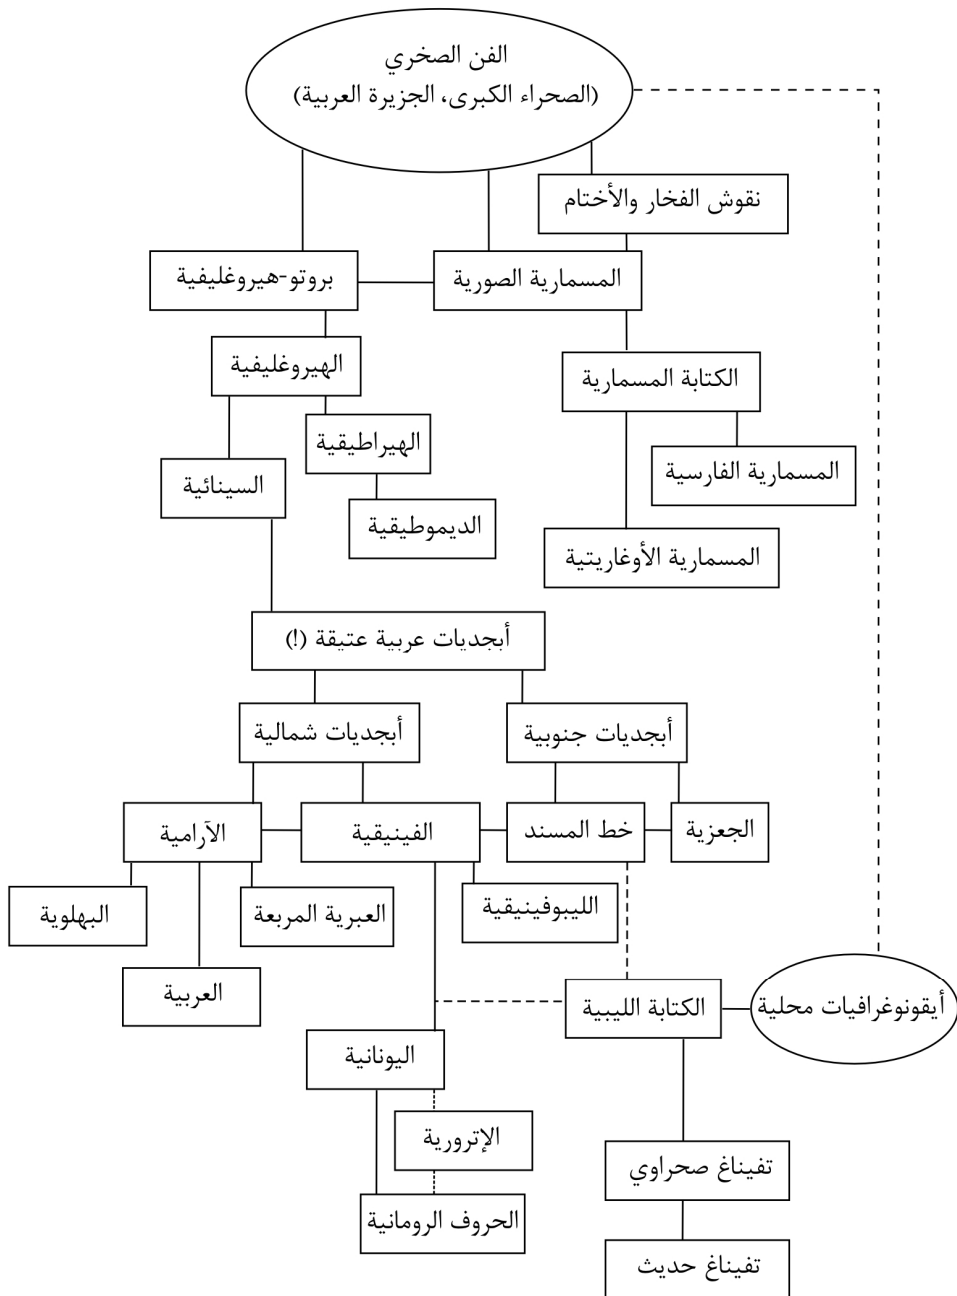 الفن الصخري
(الصحراء الكبرى، الجزيرة العربية)
نقوش الفخار والأختام
المسمارية الصورية
بروتو-هيروغليفية
الهيروغليفية
الكتابة المسمارية
الهيراطيقية
المسمارية الفارسية
السينائية
الديموطيقية
المسمارية الأوغاريتية
أبجديات عربية عتيقة (!)
أبجديات جنوبية
أبجديات شمالية
الجعزية
خط المسند
الفينيقية
الآرامية
الليبوفينيقية
العبرية المربعة
البهلوية
العربية
أيقونوغرافيات محلية
الكتابة الليبية
اليونانية
الإترورية
تفيناغ صحراوي
الحروف الرومانية
تفيناغ حديث